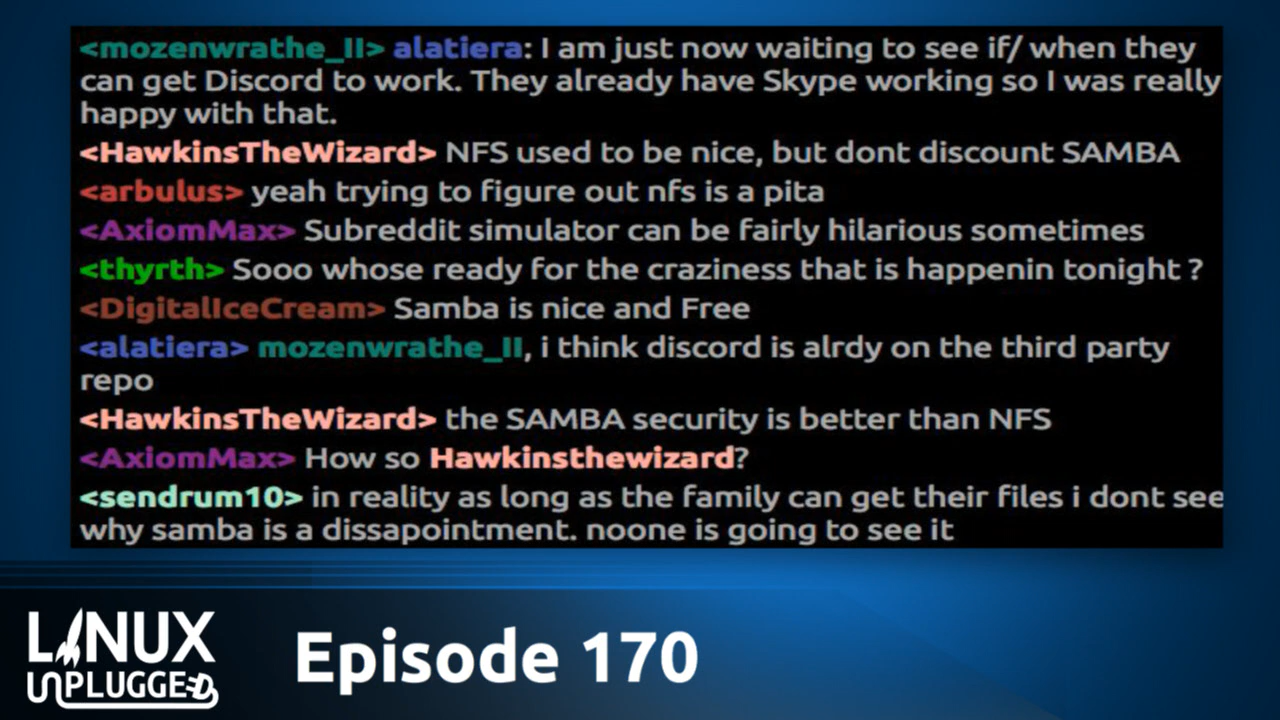 <mozenwrathe_II> alatiera: I am just now waiting to see if/ when they
can get Discord to work. They already have Skype working so I was really
happy with that.
<HawkinsTheWizard> NFS used to be nice, but dont discount SAMBA
<arbulus> yeah trying to figure out nfs is a pita
<AxiomMax> Subreddit simulator can be fairly hilarious sometimes
<thyrth> Sooo whose ready for the craziness that is happenin tonight ?
<DigitalIceCream> Samba is nice and Free
<alatiera> mozenwrathe_II, i think discord is alrdy on the third party
repo
<HawkinsTheWizard> the SAMBA security is better than NFS
<AxiomMax> How so Hawkinsthewizard?
<sendrum10> in reality as long as the family can get their files i dont see
why samba is a dissapointment. noone is going to see it
LINUX
UNPLUGGED
Episode 170